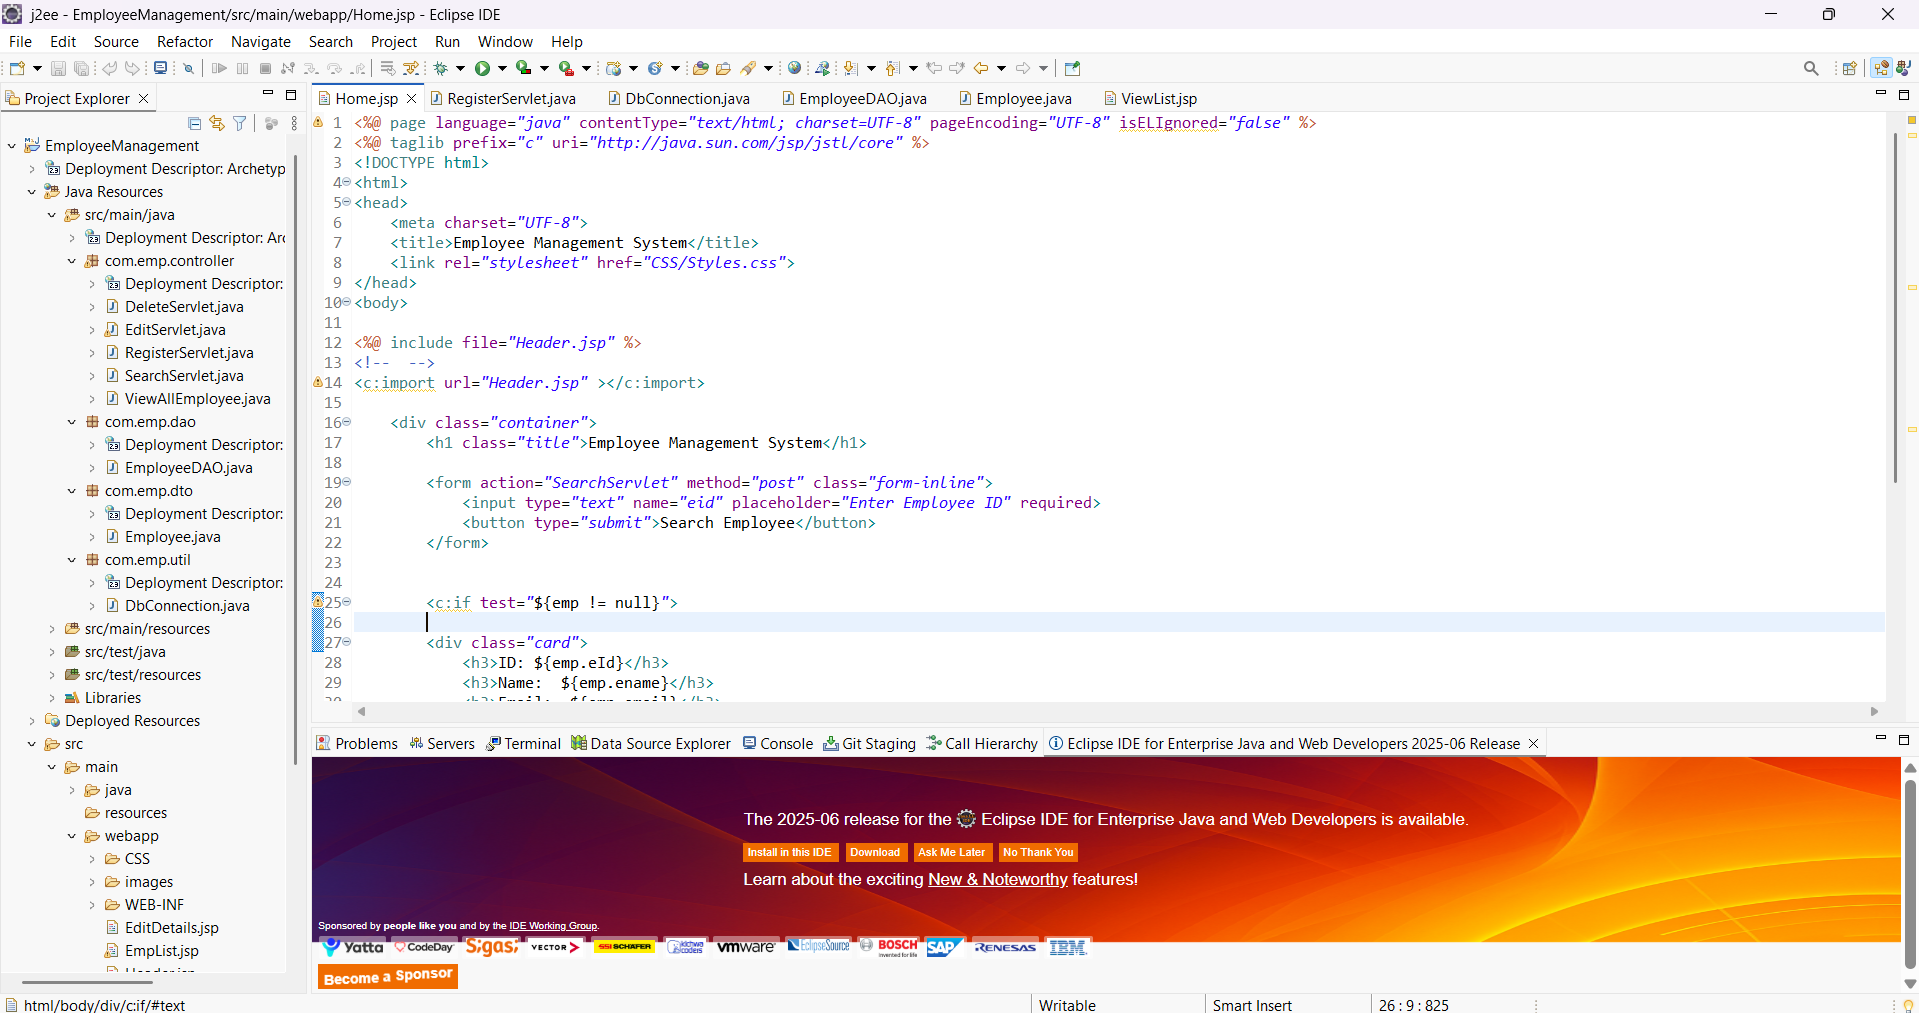 j2ee - EmployeeManagement/src/main/webapp/Home.jsp - Eclipse IDE
File Edit Source Refactor Navigate Search Project Run Window Help
Project Explorer
EmployeeManagement
Deployment Descriptor: Archetyp
Java Resources
src/main/java
Deployment Descriptor: Arc
com.emp.controller
Deployment Descriptor:
DeleteServlet.java
EditServlet.java
RegisterServlet.java
SearchServlet.java
ViewAllEmployee.java
com.emp.dao
Deployment Descriptor:
EmployeeDAO.java
com.emp.dto
Deployment Descriptor:
Employee.java
com.emp.util
Deployment Descriptor:
DbConnection.java
src/main/resources
src/test/java
src/test/resources
Libraries
Deployed Resources
src
main
java
resources
webapp
CSS
images
WEB-INF
EditDetails.jsp
EmpList.jsp
Home.jsp RegisterServlet.java DbConnection.java EmployeeDAO.java Employee.java ViewList.jsp
1 <%@ page language="java" contentType="text/html; charset=UTF-8" pageEncoding="UTF-8" isELIgnored="false" %>
2 <%@ taglib prefix="c" uri="http://java.sun.com/jsp/jstl/core" %>
3 <!DOCTYPE html>
4 <html>
5 <head>
6 <meta charset="UTF-8">
7 <title>Employee Management System</title>
8 <link rel="stylesheet" href="CSS/Styles.css">
9 </head>
10 <body>
11
12 <%@ include file="Header.jsp" %>
13 <!-- -->
14 <c:import url="Header.jsp" ></c:import>
15
16 <div class="container">
17 <h1 class="title">Employee Management System</h1>
18
19 <form action="SearchServlet" method="post" class="form-inline">
20 <input type="text" name="eid" placeholder="Enter Employee ID" required>
21 <button type="submit">Search Employee</button>
22 </form>
23
24
25 <c:if test="${emp != null}">
26
27 <div class="card">
28 <h3>ID: ${emp.eId}</h3>
29 <h3>Name: ${emp.ename}</h3>
Problems Servers Terminal Data Source Explorer Console Git Staging Call Hierarchy Eclipse IDE for Enterprise Java and Web Developers 2025-06 Release
The 2025-06 release for the Eclipse IDE for Enterprise Java and Web Developers is available.
Install in this IDE Download Ask Me Later No Thank You
Learn about the exciting New & Noteworthy features!
Sponsored by people like you and by the IDE Working Group.
Yatta CodeDay Sigasi VECTOR SSI SCHAEFER kichwa coders vmware EclipseSource BOSCH Invented for life SAP RENESAS IBM
Become a Sponsor
html/body/div/c:if/#text Writable Smart Insert 26 : 9 : 825